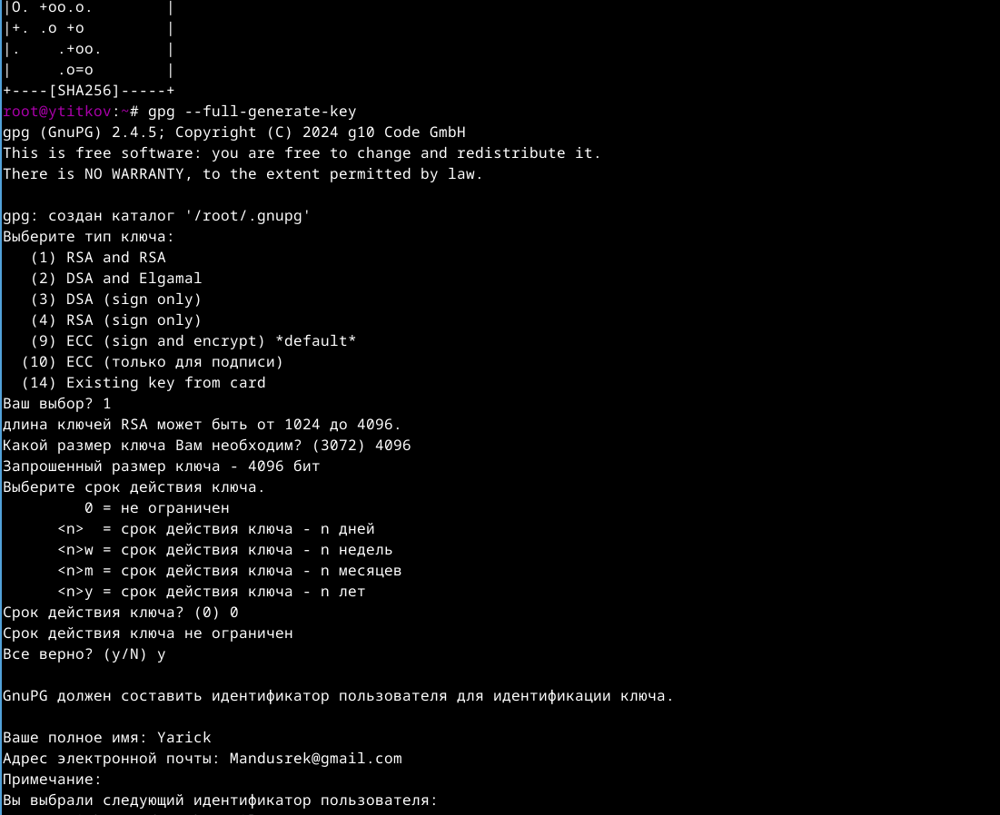 |O. +oo.o.        |
|+. .o +o         |
|.    .+oo.       |
|     .o=o        |
+----[SHA256]-----+
root@ytitkov:~# gpg --full-generate-key
gpg (GnuPG) 2.4.5; Copyright (C) 2024 g10 Code GmbH
This is free software: you are free to change and redistribute it.
There is NO WARRANTY, to the extent permitted by law.

gpg: создан каталог '/root/.gnupg'
Выберите тип ключа:
   (1) RSA and RSA
   (2) DSA and Elgamal
   (3) DSA (sign only)
   (4) RSA (sign only)
   (9) ECC (sign and encrypt) *default*
  (10) ECC (только для подписи)
  (14) Existing key from card
Ваш выбор? 1
длина ключей RSA может быть от 1024 до 4096.
Какой размер ключа Вам необходим? (3072) 4096
Запрошенный размер ключа - 4096 бит
Выберите срок действия ключа.
         0 = не ограничен
      <n>  = срок действия ключа - n дней
      <n>w = срок действия ключа - n недель
      <n>m = срок действия ключа - n месяцев
      <n>y = срок действия ключа - n лет
Срок действия ключа? (0) 0
Срок действия ключа не ограничен
Все верно? (y/N) y

GnuPG должен составить идентификатор пользователя для идентификации ключа.

Ваше полное имя: Yarick
Адрес электронной почты: Mandusrek@gmail.com
Примечание:
Вы выбрали следующий идентификатор пользователя: